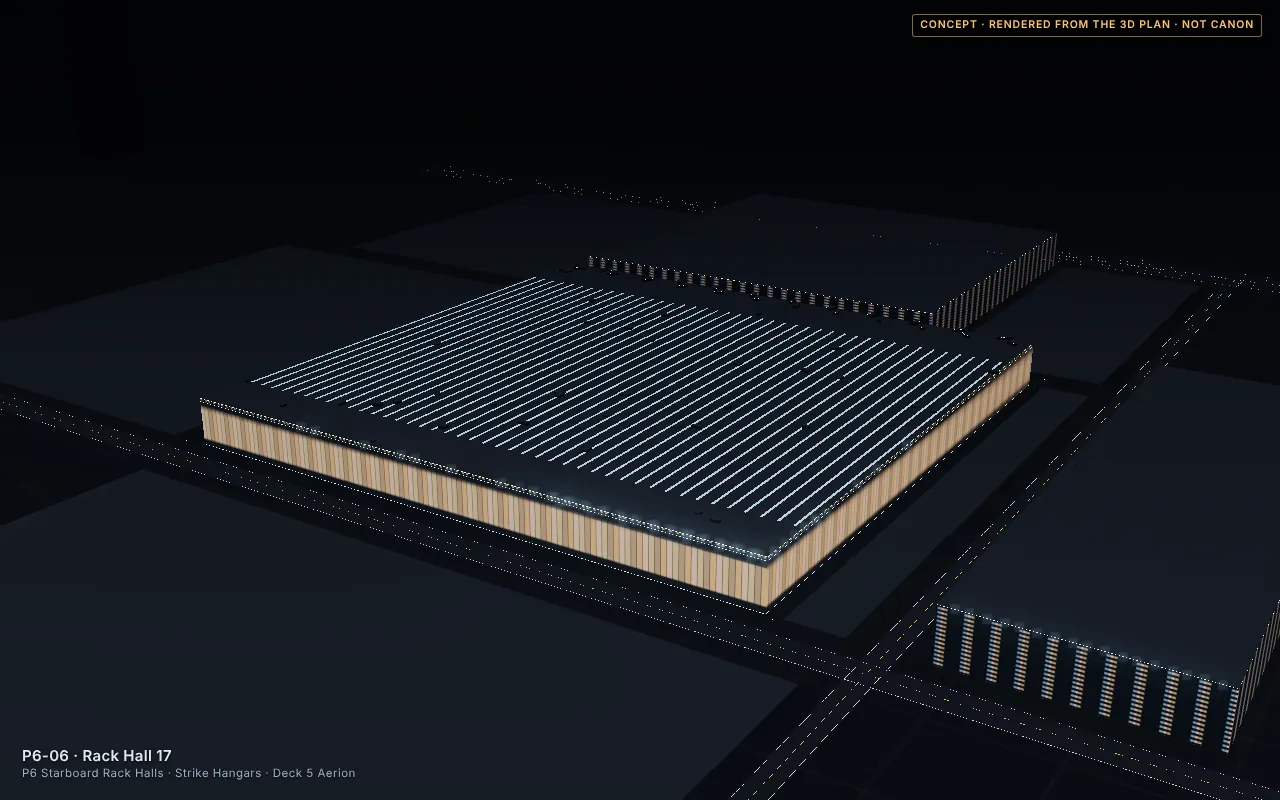 CONCEPT · RENDERED FROM THE 3D PLAN · NOT CANON
P6-06 · Rack Hall 17
P6 Starboard Rack Halls · Strike Hangars · Deck 5 Aerion